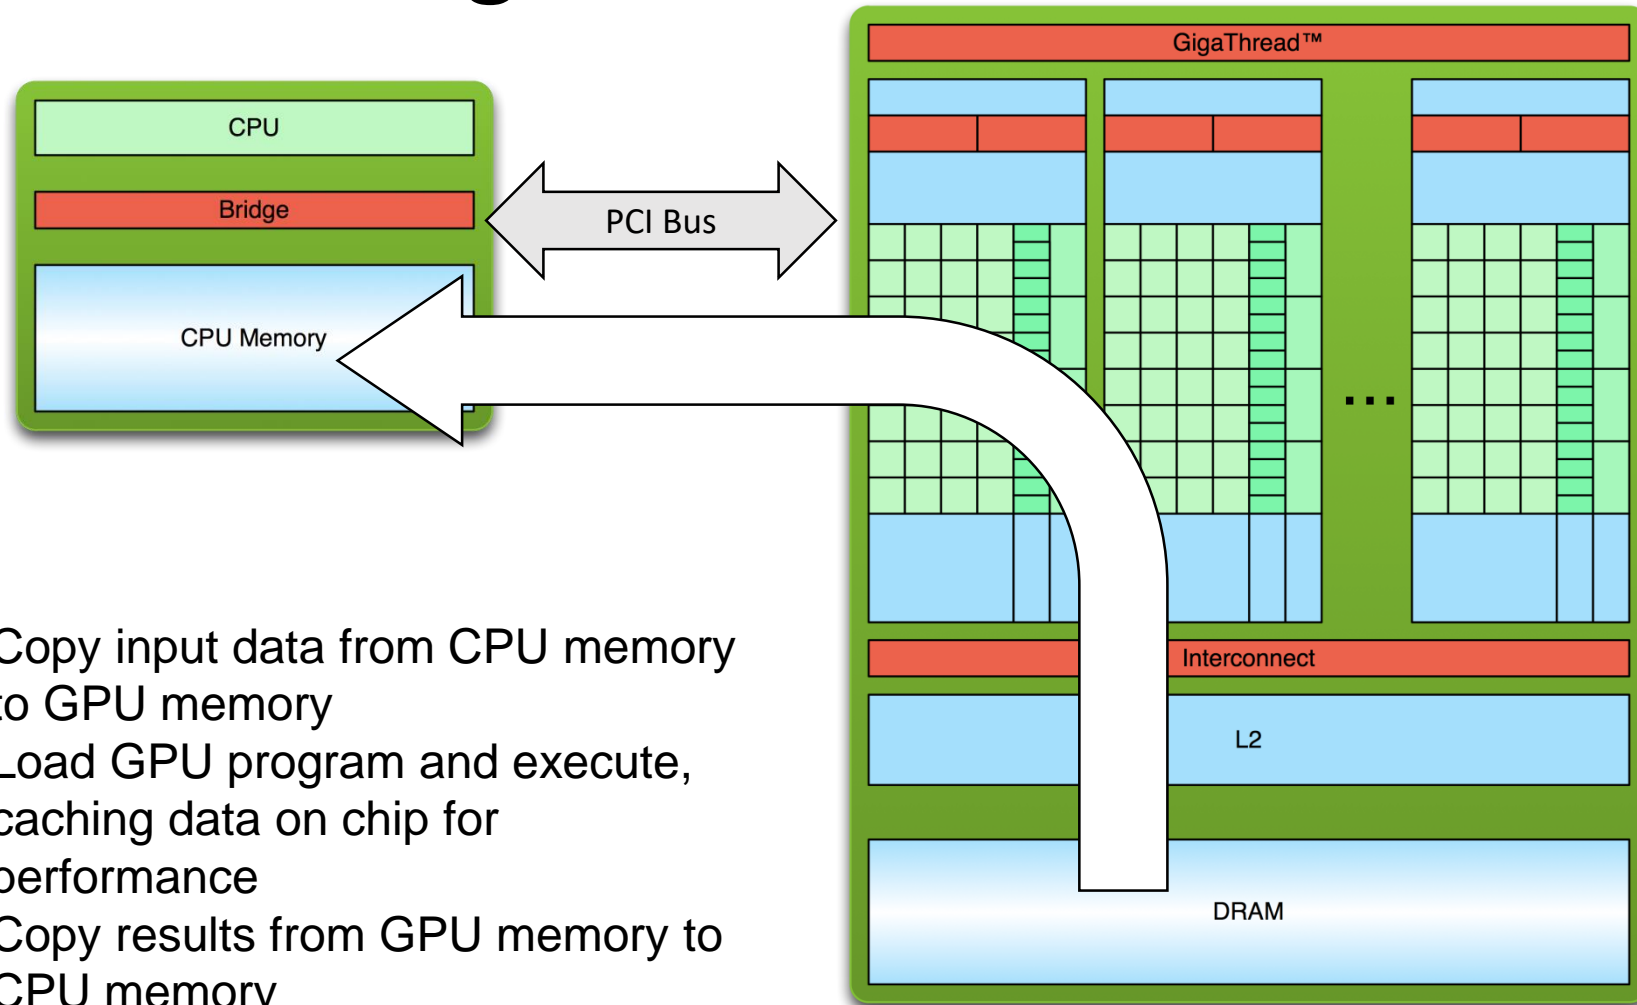 GigaThread™
CPU
Bridge
PCI Bus
CPU Memory
...
Interconnect
L2
DRAM
Copy input data from CPU memory
to GPU memory
Load GPU program and execute,
caching data on chip for
performance
Copy results from GPU memory to
CPU memory